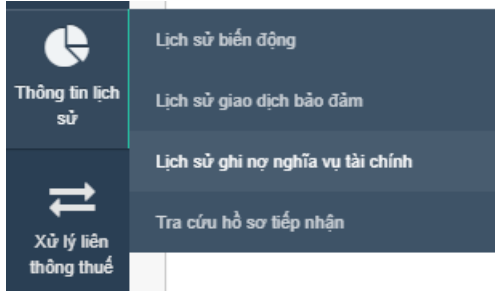 Thông tin lịch
sử
Xử lý liên
thông thuế
Lịch sử biến động
Lịch sử giao dịch bảo đảm
Lịch sử ghi nợ nghĩa vụ tài chính
Tra cứu hồ sơ tiếp nhận